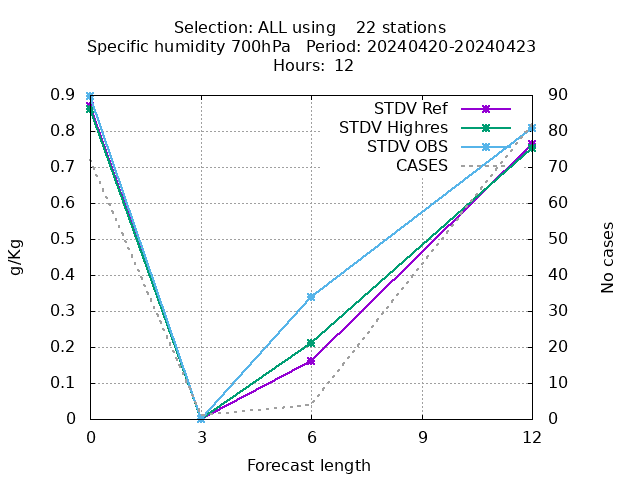 Selection: ALL using    22 stations
Specific humidity 700hPa   Period: 20240420-20240423
Hours: 12
STDV Ref
STDV Highres
STDV OBS
CASES
0.9
0.8
0.7
0.6
0.5
0.4
0.3
0.2
0.1
0
90
80
70
60
50
40
30
20
10
0
g/Kg
No cases
0 3 6 9 12
Forecast length